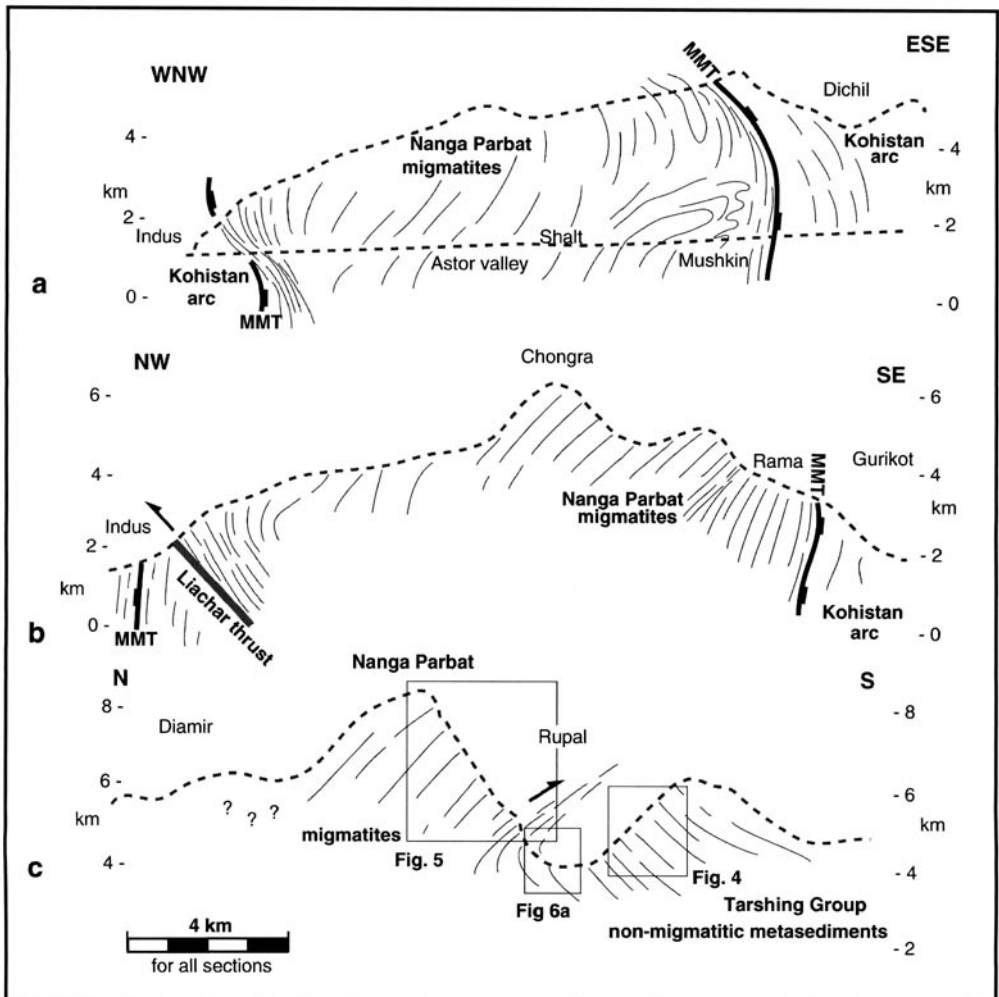 WNW
ESE
MMT
Dichil
4 -
Nanga Parbat
migmatites
Kohistan
arc
- 4
km
km
2 -
- 2
Indus
Shalt
Astor valley
Mushkin
Kohistan
arc
a
0 -
- 0
MMT
NW
Chongra
SE
6 -
- 6
4 -
Rama
MMT
Gurikot
- 4
Nanga Parbat
migmatites
km
Indus
2 -
- 2
km
Liachar thrust
0 -
b
MMT
Kohistan
arc
- 0
N
Nanga Parbat
S
8 -
- 8
Diamir
Rupal
6 -
- 6
? ? ?
km
km
migmatites
4 -
Fig. 5
Fig. 4
- 4
c
Fig 6a
Tarshing Group
non-migmatitic metasediments
4 km
- 2
for all sections